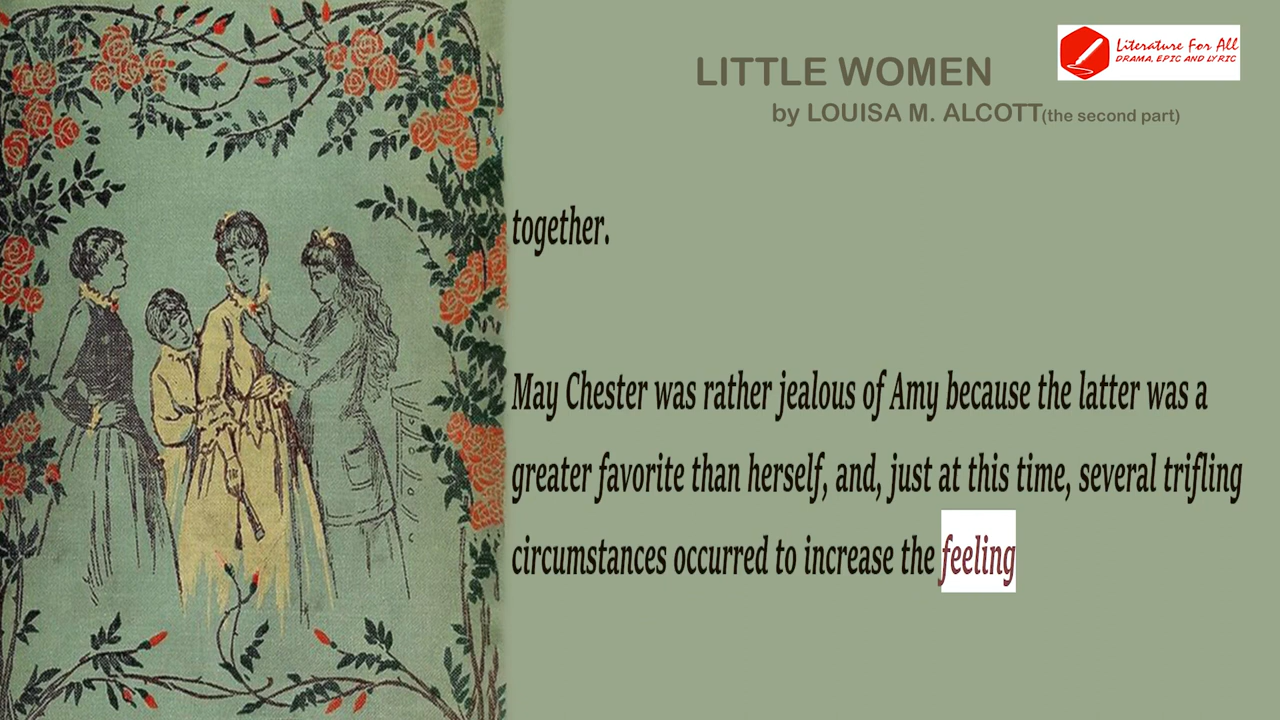 LITTLE WOMEN
Literature For All
DRAMA, EPIC AND LYRIC
by LOUISA M. ALCOTT(the second part)
together.
May Chester was rather jealous of Amy because the latter was a
greater favorite than herself, and, just at this time, several trifling
circumstances occurred to increase the feeling